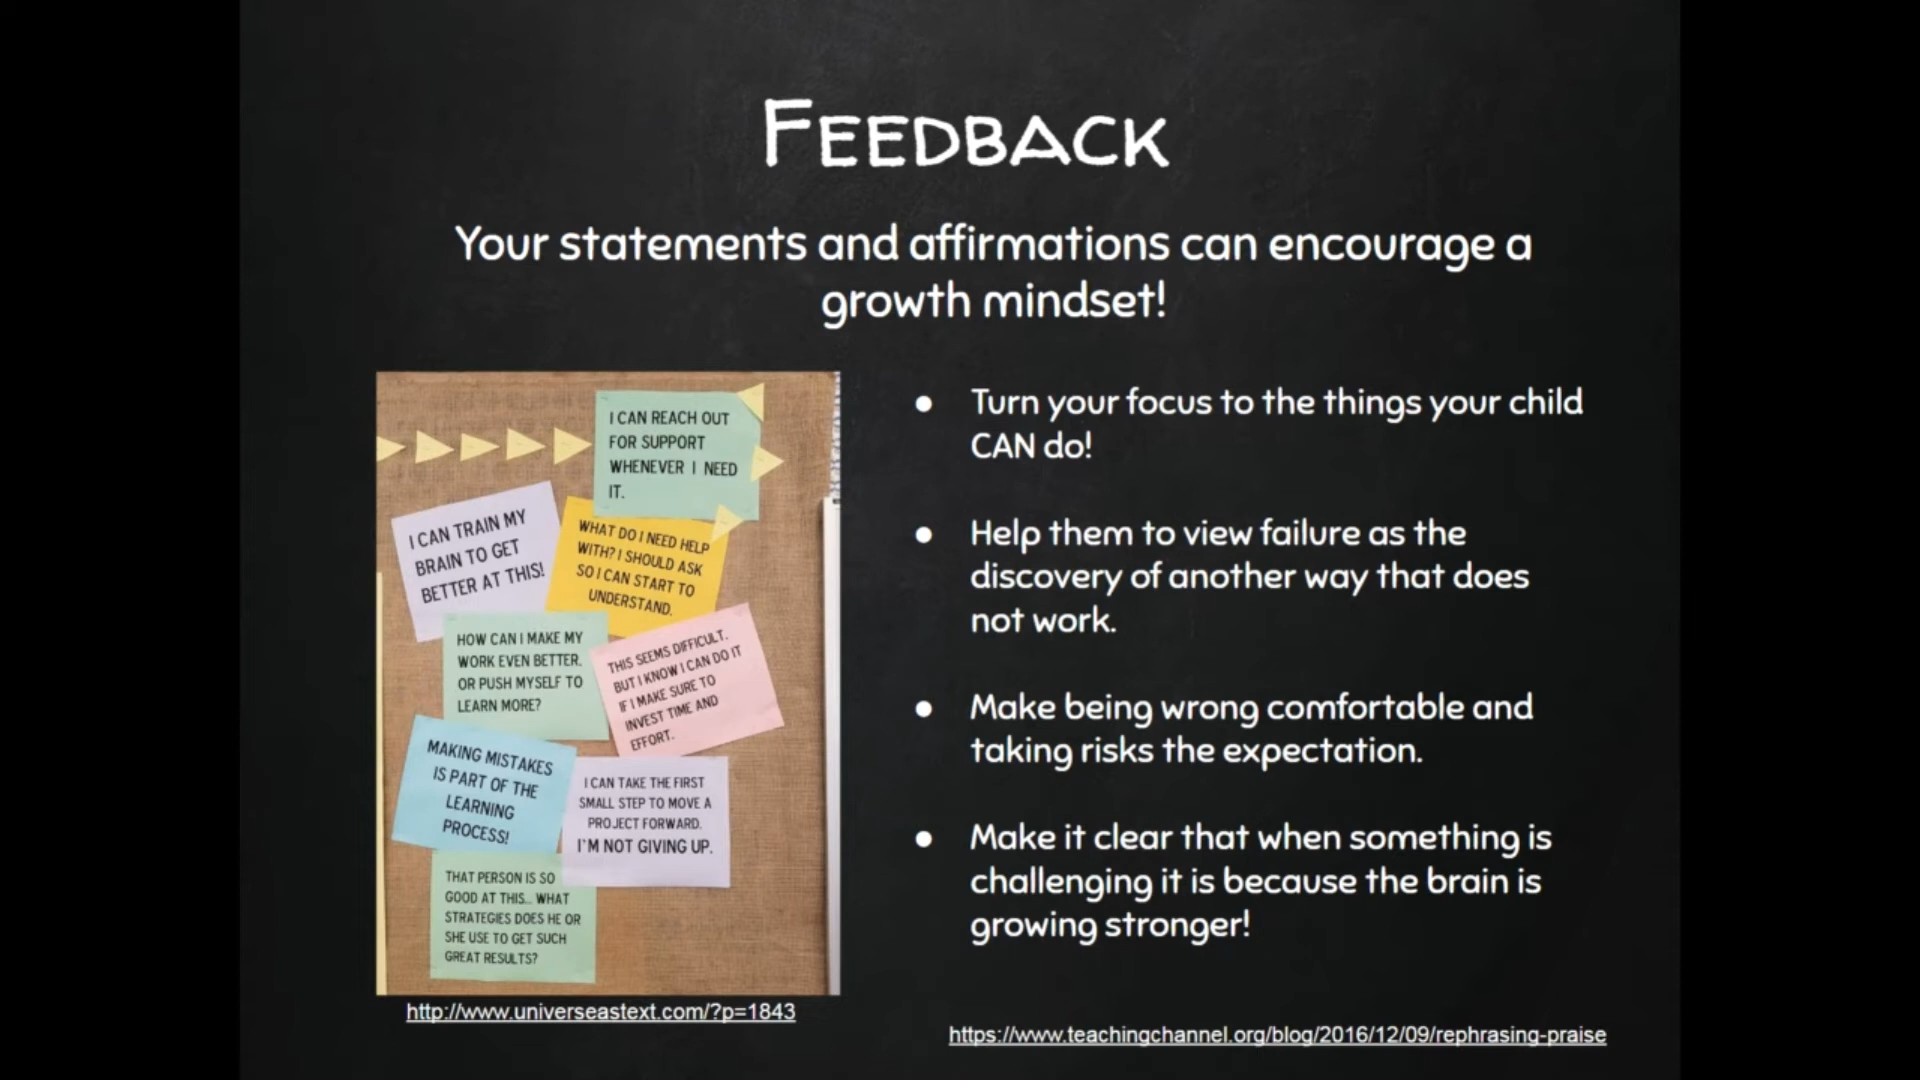 FEEDBACK
Your statements and affirmations can encourage a
growth mindset!
I CAN REACH OUT
FOR SUPPORT
WHENEVER I NEED
IT.
I CAN TRAIN MY
BRAIN TO GET
BETTER AT THIS!
WHAT DO I NEED HELP
WITH? I SHOULD ASK
SO I CAN START TO
UNDERSTAND.
HOW CAN I MAKE MY
WORK EVEN BETTER.
OR PUSH MYSELF TO
LEARN MORE?
THIS SEEMS DIFFICULT.
BUT I KNOW I CAN DO IT
IF I MAKE SURE TO
INVEST TIME AND
EFFORT.
MAKING MISTAKES
IS PART OF THE
LEARNING
PROCESS!
I CAN TAKE THE FIRST
SMALL STEP TO MOVE A
PROJECT FORWARD.
I'M NOT GIVING UP.
THAT PERSON IS SO
GOOD AT THIS... WHAT
STRATEGIES DOES HE OR
SHE USE TO GET SUCH
GREAT RESULTS?
http://www.universeastext.com/?p=1843
● Turn your focus to the things your child
CAN do!
● Help them to view failure as the
discovery of another way that does
not work.
● Make being wrong comfortable and
taking risks the expectation.
● Make it clear that when something is
challenging it is because the brain is
growing stronger!
https://www.teachingchannel.org/blog/2016/12/09/rephrasing-praise